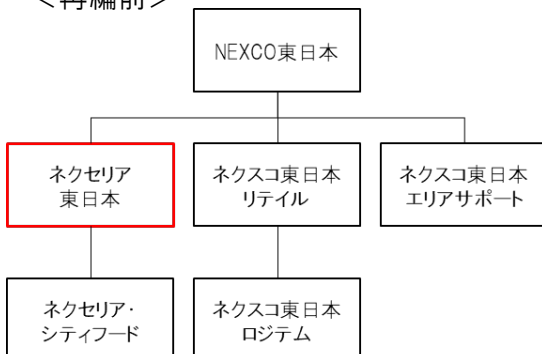 ＜再編前＞
NEXCO東日本
ネクセリア
東日本
ネクスコ東日本
リテイル
ネクスコ東日本
エリアサポート
ネクセリア・
シティフード
ネクスコ東日本
ロジテム